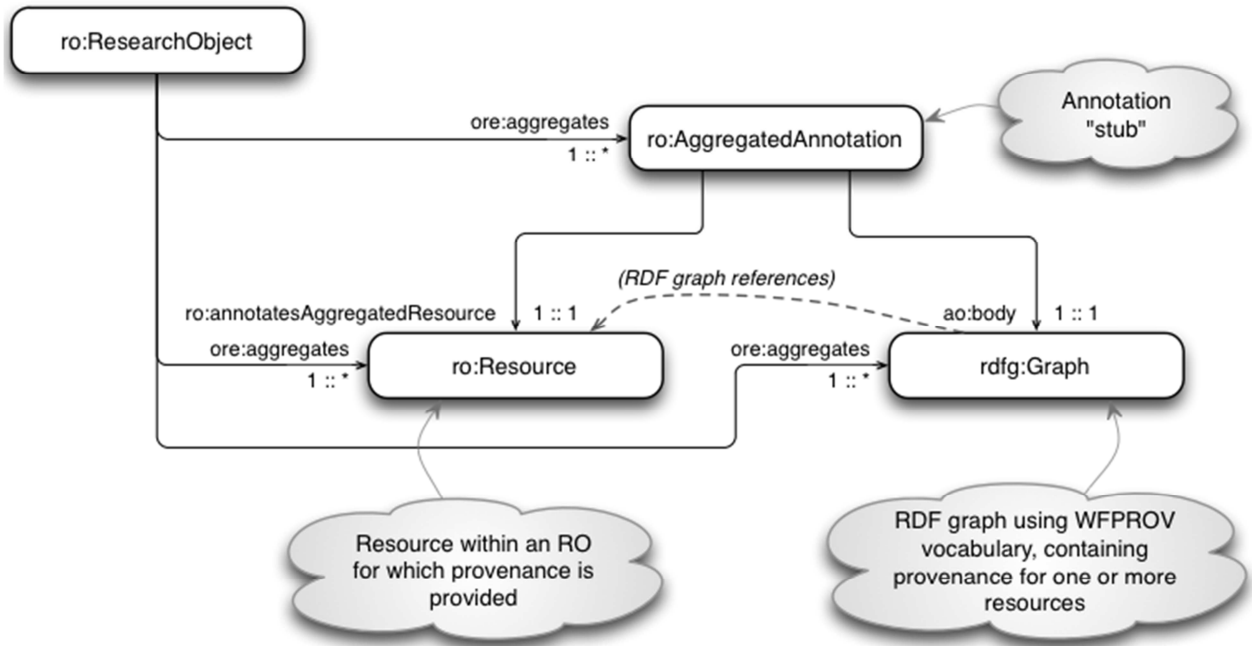 ro:ResearchObject
Annotation
"stub"
ore:aggregates
ro:AggregatedAnnotation
1 :: *
(RDF graph references)
ro:annotatesAggregatedResource
1 :: 1
ao:body
1 :: 1
ore:aggregates
ro:Resource
1 :: *
ore:aggregates
rdfg:Graph
1 :: *
Resource within an RO
for which provenance is
provided
RDF graph using WFPROV
vocabulary, containing
provenance for one or more
resources